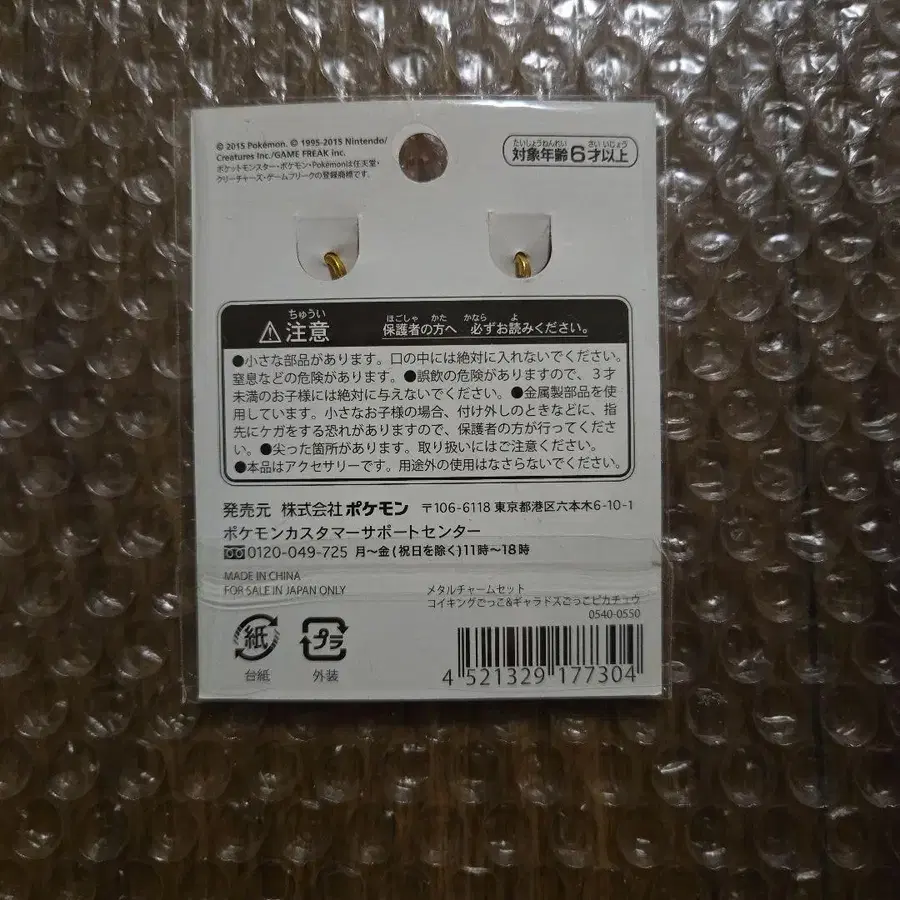 © 2015 Pokémon. © 1995-2015 Nintendo/
Creatures Inc./GAME FREAK inc.
ポケットモンスター・ポケモン・Pokémonは任天堂・
クリーチャーズ・ゲームフリークの登録商標です。
たいしょうねんれい さい いじょう
対象年齢6才以上
ちゅうい
注意
ほごしゃ かた かなら よ
保護者の方へ 必ずお読みください。
●小さな部品があります。口の中には絶対に入れないでください。
窒息などの危険があります。●誤飲の危険がありますので、3才
未満のお子様には絶対に与えないでください。●金属製部品を使
用しています。小さなお子様の場合、付け外しのときなどに、指
先にケガをする恐れがありますので、保護者の方が行ってくださ
い。●尖った箇所があります。取り扱いにはご注意ください。
●本品はアクセサリーです。用途外の使用はなさらないでください。
発売元 株式会社ポケモン 〒106-6118 東京都港区六本木6-10-1
ポケモンカスタマーサポートセンター
0120-049-725 月~金(祝日を除く)11時~18時
MADE IN CHINA
FOR SALE IN JAPAN ONLY
メタルチャームセット
コイキングごっこ&ギャラドスごっこピカチュウ
0540-0550
紙
台紙
プラ
外装
4 521329 177304